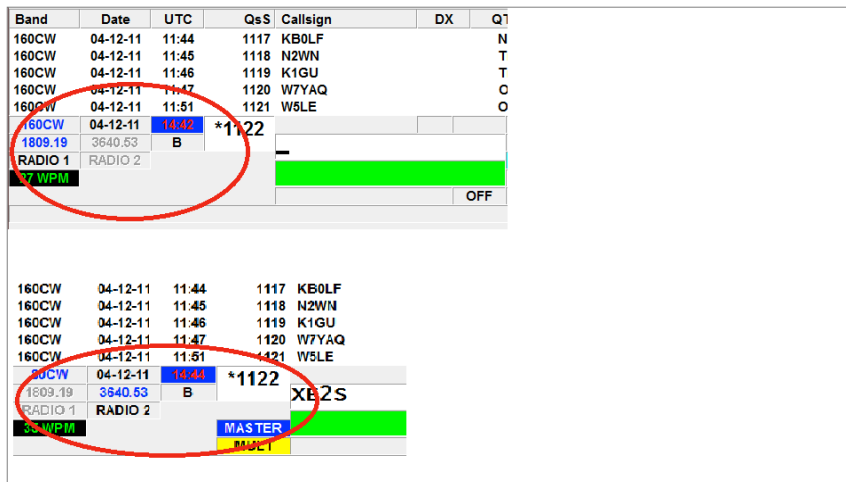 Band Date UTC QsS Callsign DX QT
160CW 04-12-11 11:44 1117 KB0LF N
160CW 04-12-11 11:45 1118 N2WN T
160CW 04-12-11 11:46 1119 K1GU T
160CW 04-12-11 11:47 1120 W7YAQ O
160CW 04-12-11 11:51 1121 W5LE O
160CW 04-12-11 14:42 *1122
1809.19 3640.53 B
RADIO 1 RADIO 2
27 WPM
OFF
160CW 04-12-11 11:44 1117 KB0LF
160CW 04-12-11 11:45 1118 N2WN
160CW 04-12-11 11:46 1119 K1GU
160CW 04-12-11 11:47 1120 W7YAQ
160CW 04-12-11 11:51 1121 W5LE
80CW 04-12-11 14:44 *1122
1809.19 3640.53 B XE2S
RADIO 1 RADIO 2
35 WPM MASTER
MULT